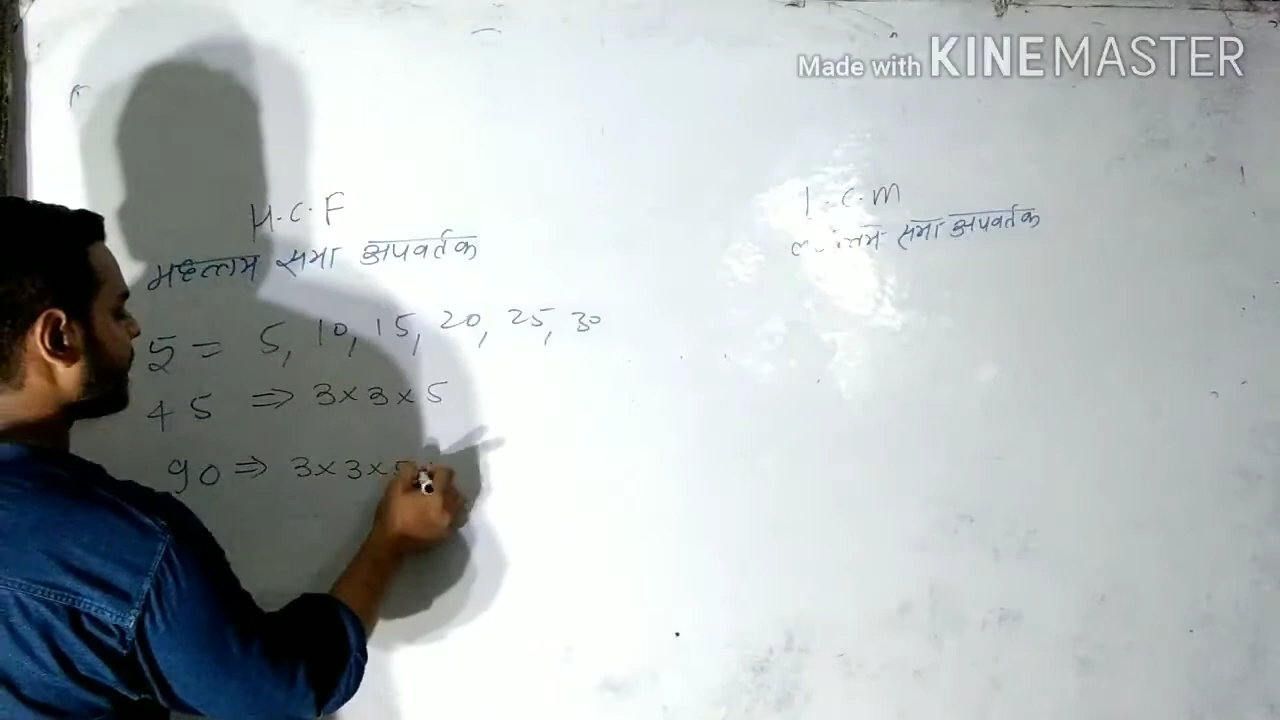 Made with KINEMASTER
H.C.F
महत्तम समा अपवर्तक
5 = 5, 10, 15, 20, 25, 30
45 ⇒ 3×3×5
90 ⇒ 3×3×5
L.C.M
समा अपवर्तक